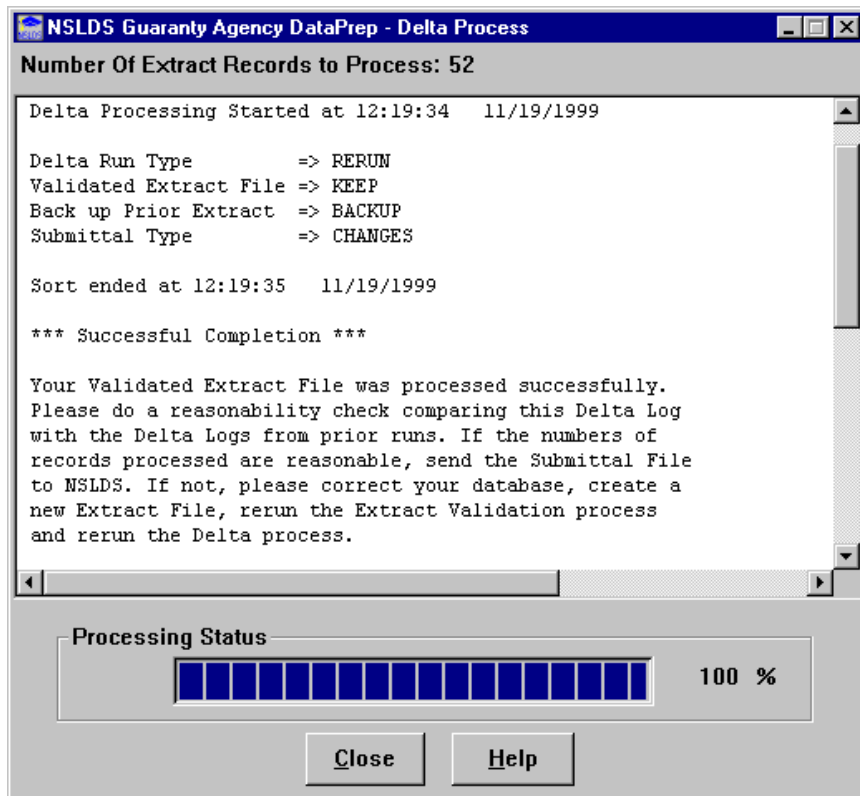 NSLDS Guaranty Agency DataPrep - Delta Process
Number Of Extract Records to Process: 52
Delta Processing Started at 12:19:34   11/19/1999
Delta Run Type          => RERUN
Validated Extract File => KEEP
Back up Prior Extract  => BACKUP
Submittal Type          => CHANGES
Sort ended at 12:19:35   11/19/1999
*** Successful Completion ***
Your Validated Extract File was processed successfully.
Please do a reasonability check comparing this Delta Log
with the Delta Logs from prior runs. If the numbers of
records processed are reasonable, send the Submittal File
to NSLDS. If not, please correct your database, create a
new Extract File, rerun the Extract Validation process
and rerun the Delta process.
Processing Status
100 %
Close
Help